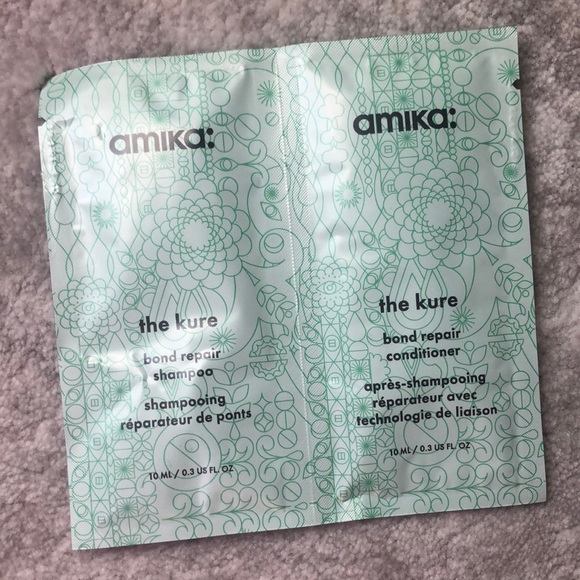 amika:
the kure
bond repair
shampoo
shampooing
réparateur de ponts
10 ML / 0.3 US FL. OZ
amika:
the kure
bond repair
conditioner
après-shampooing
réparateur avec
technologie de liaison
10 ML / 0.3 US FL. OZ